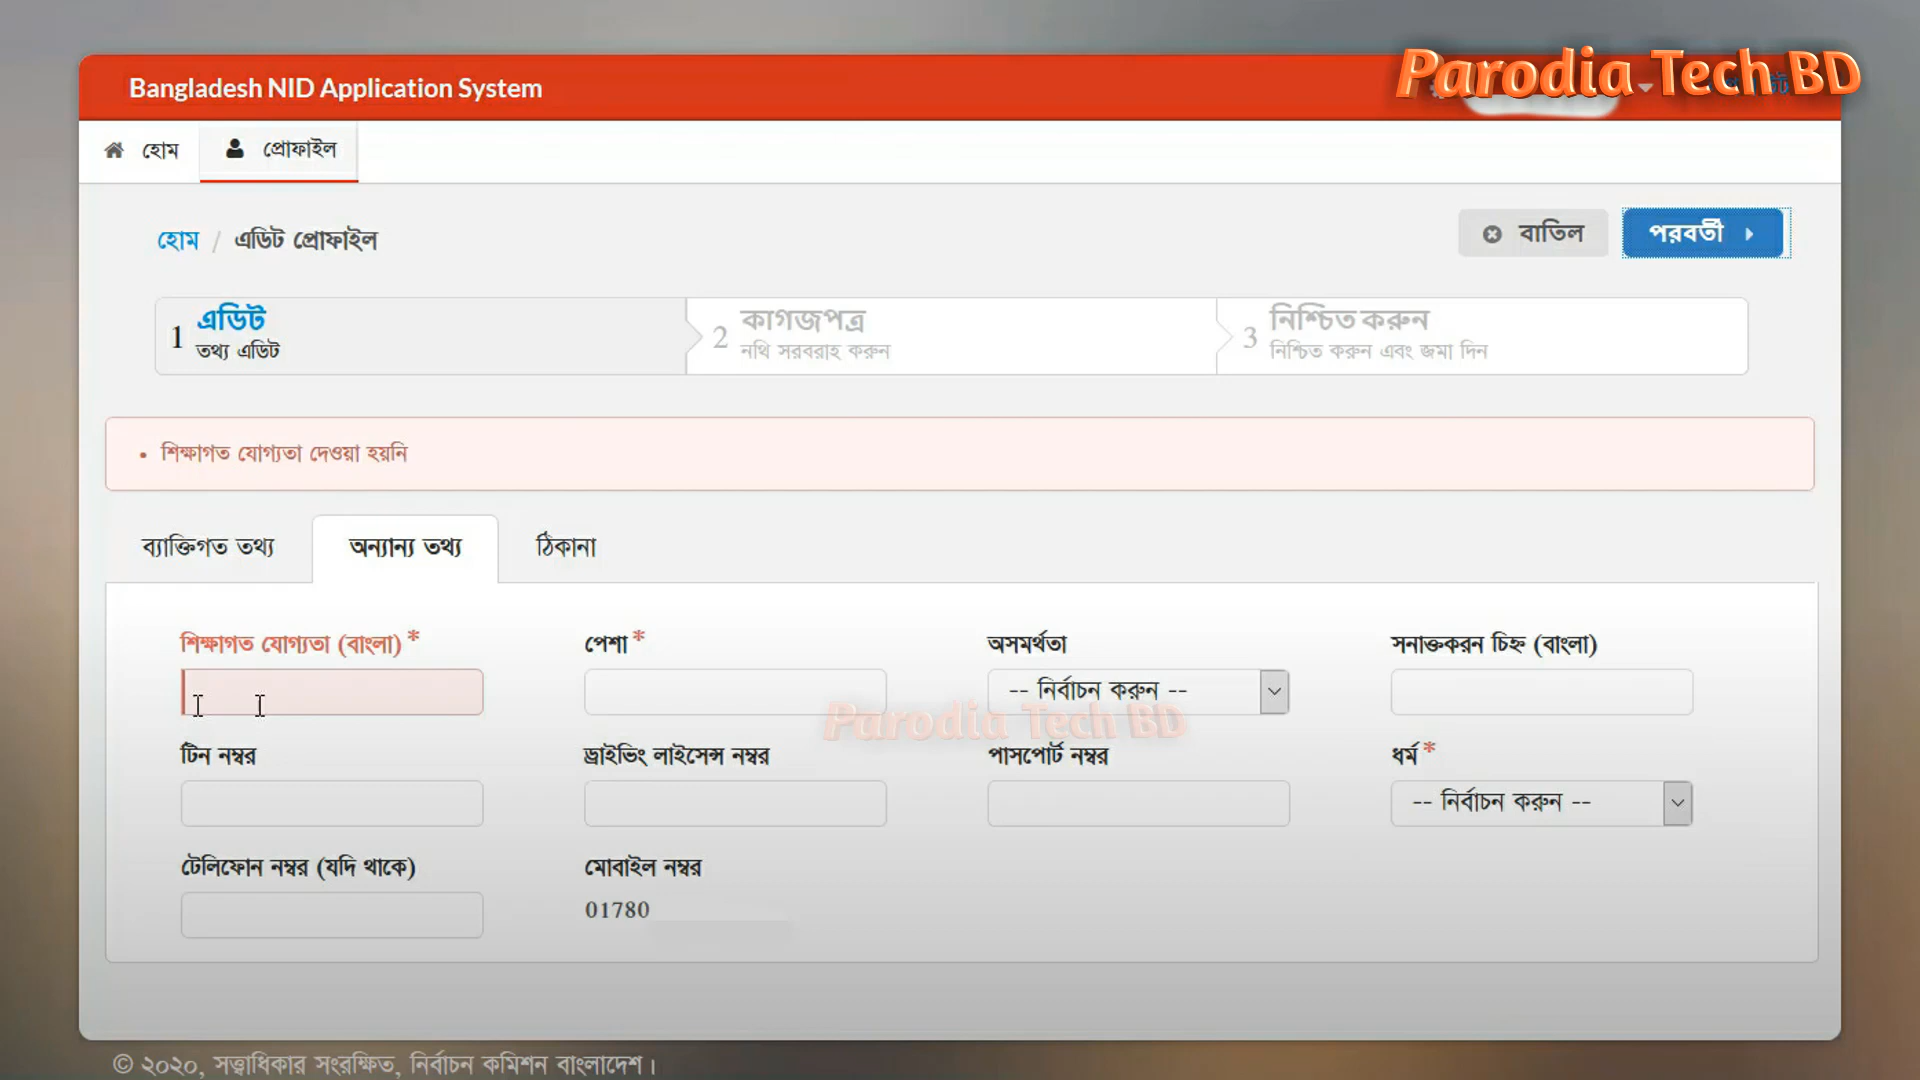 Parodia Tech BD
Bangladesh NID Application System
হোম
প্রোফাইল
হোম / এডিট প্রোফাইল
বাতিল
পরবর্তী
1 এডিট
তথ্য এডিট
2 কাগজপত্র
নথি সরবরাহ করুন
3 নিশ্চিত করুন
নিশ্চিত করুন এবং জমা দিন
• শিক্ষাগত যোগ্যতা দেওয়া হয়নি
ব্যাক্তিগত তথ্য
অন্যান্য তথ্য
ঠিকানা
শিক্ষাগত যোগ্যতা (বাংলা) *
পেশা *
অসমর্থতা
সনাক্তকরন চিহ্ন (বাংলা)
-- নির্বাচন করুন --
Parodia Tech BD
টিন নম্বর
ড্রাইভিং লাইসেন্স নম্বর
পাসপোর্ট নম্বর
ধর্ম *
-- নির্বাচন করুন --
টেলিফোন নম্বর (যদি থাকে)
মোবাইল নম্বর
01780
© ২০২০, সত্ত্বাধিকার সংরক্ষিত, নির্বাচন কমিশন বাংলাদেশ।